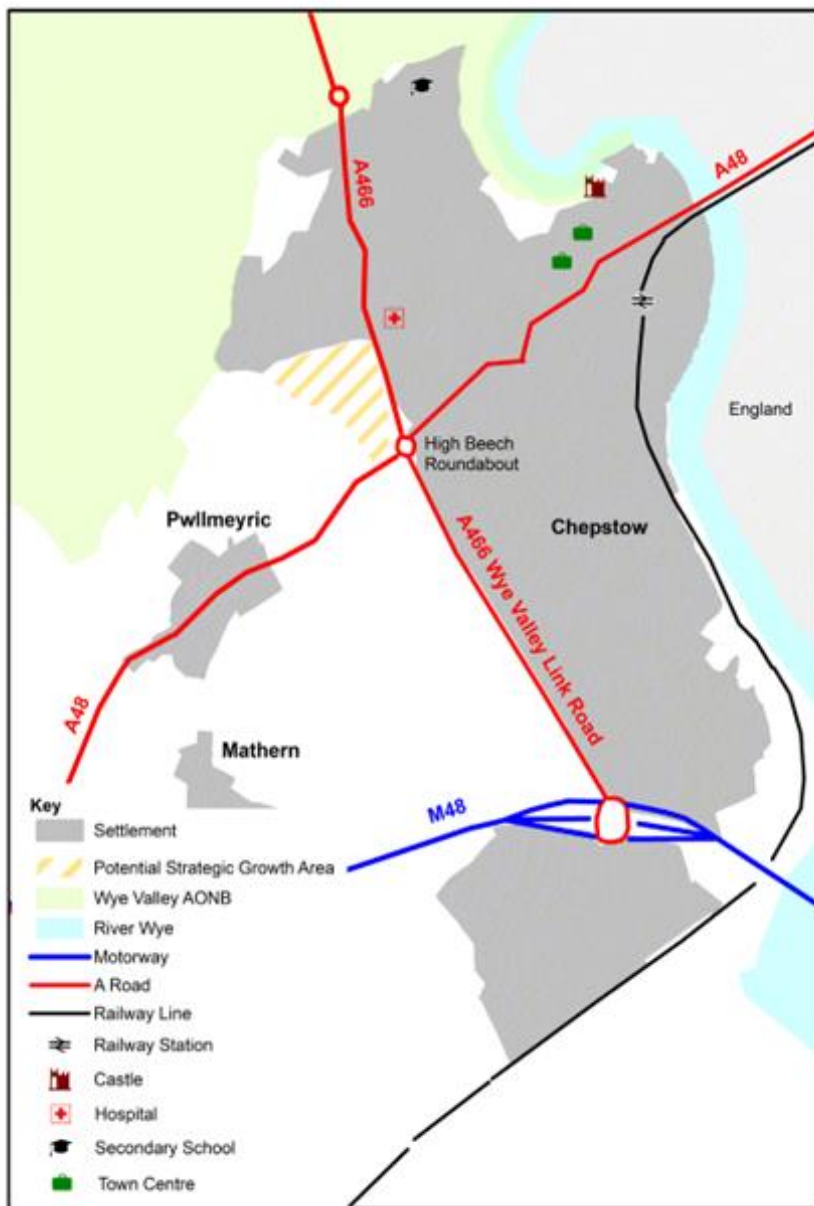 A466
A48
High Beech
Roundabout
England
Pwllmeyric
Chepstow
A466 Wye Valley Link Road
A48
Mathern
M48
Key
Settlement
Potential Strategic Growth Area
Wye Valley AONB
River Wye
Motorway
A Road
Railway Line
Railway Station
Castle
Hospital
Secondary School
Town Centre